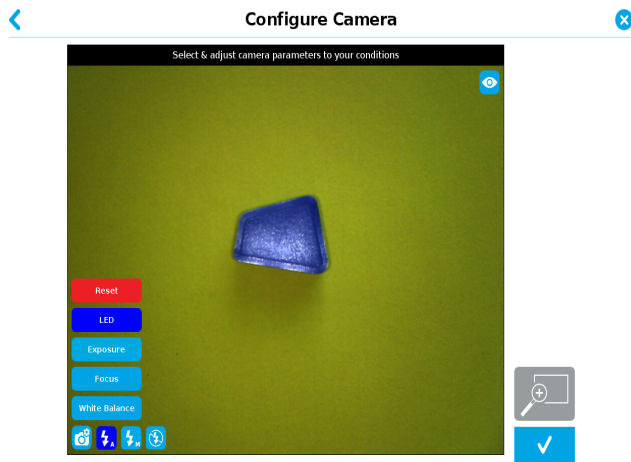 Configure Camera
Select & adjust camera parameters to your conditions
Reset
LED
Exposure
Focus
White Balance
A
M